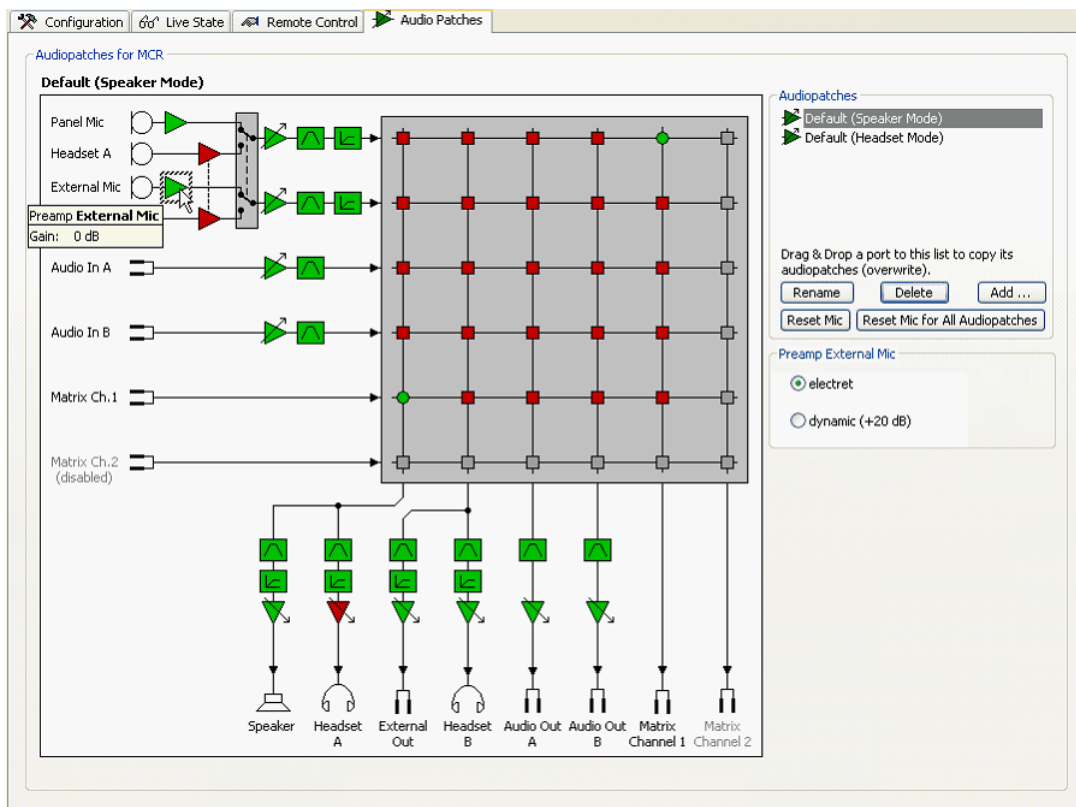 Configuration
Live State
Remote Control
Audio Patches
Audiopatches for MCR
Default (Speaker Mode)
Panel Mic
Headset A
External Mic
Preamp External Mic
Gain: 0 dB
Audio In A
Audio In B
Matrix Ch.1
Matrix Ch.2
(disabled)
Speaker
Headset
A
External
Out
Headset
B
Audio Out
A
Audio Out
B
Matrix
Channel 1
Matrix
Channel 2
Audiopatches
Default (Speaker Mode)
Default (Headset Mode)
Drag & Drop a port to this list to copy its
audiopatches (overwrite).
Rename
Delete
Add ...
Reset Mic
Reset Mic for All Audiopatches
Preamp External Mic
electret
dynamic (+20 dB)